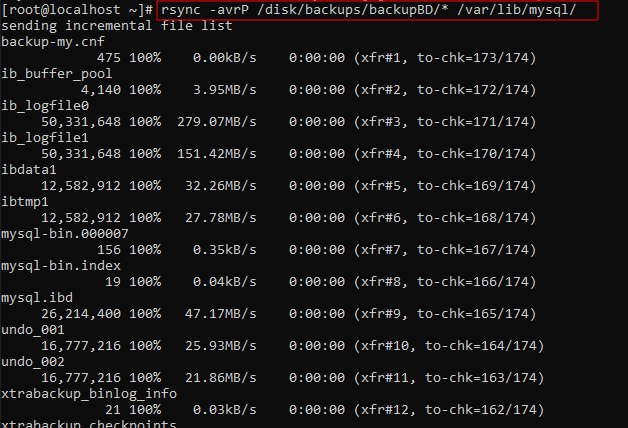 [root@localhost ~]# rsync -avrP /disk/backups/backupBD/* /var/lib/mysql/
sending incremental file list
backup-my.cnf
475 100% 0.00kB/s 0:00:00 (xfr#1, to-chk=173/174)
ib_buffer_pool
4,140 100% 3.95MB/s 0:00:00 (xfr#2, to-chk=172/174)
ib_logfile0
50,331,648 100% 279.07MB/s 0:00:00 (xfr#3, to-chk=171/174)
ib_logfile1
50,331,648 100% 151.42MB/s 0:00:00 (xfr#4, to-chk=170/174)
ibdata1
12,582,912 100% 32.26MB/s 0:00:00 (xfr#5, to-chk=169/174)
ibtmp1
12,582,912 100% 27.78MB/s 0:00:00 (xfr#6, to-chk=168/174)
mysql-bin.000007
156 100% 0.35kB/s 0:00:00 (xfr#7, to-chk=167/174)
mysql-bin.index
19 100% 0.04kB/s 0:00:00 (xfr#8, to-chk=166/174)
mysql.ibd
26,214,400 100% 47.17MB/s 0:00:00 (xfr#9, to-chk=165/174)
undo_001
16,777,216 100% 25.93MB/s 0:00:00 (xfr#10, to-chk=164/174)
undo_002
16,777,216 100% 21.86MB/s 0:00:00 (xfr#11, to-chk=163/174)
xtrabackup_binlog_info
21 100% 0.03kB/s 0:00:00 (xfr#12, to-chk=162/174)
xtrabackup_checkpoints